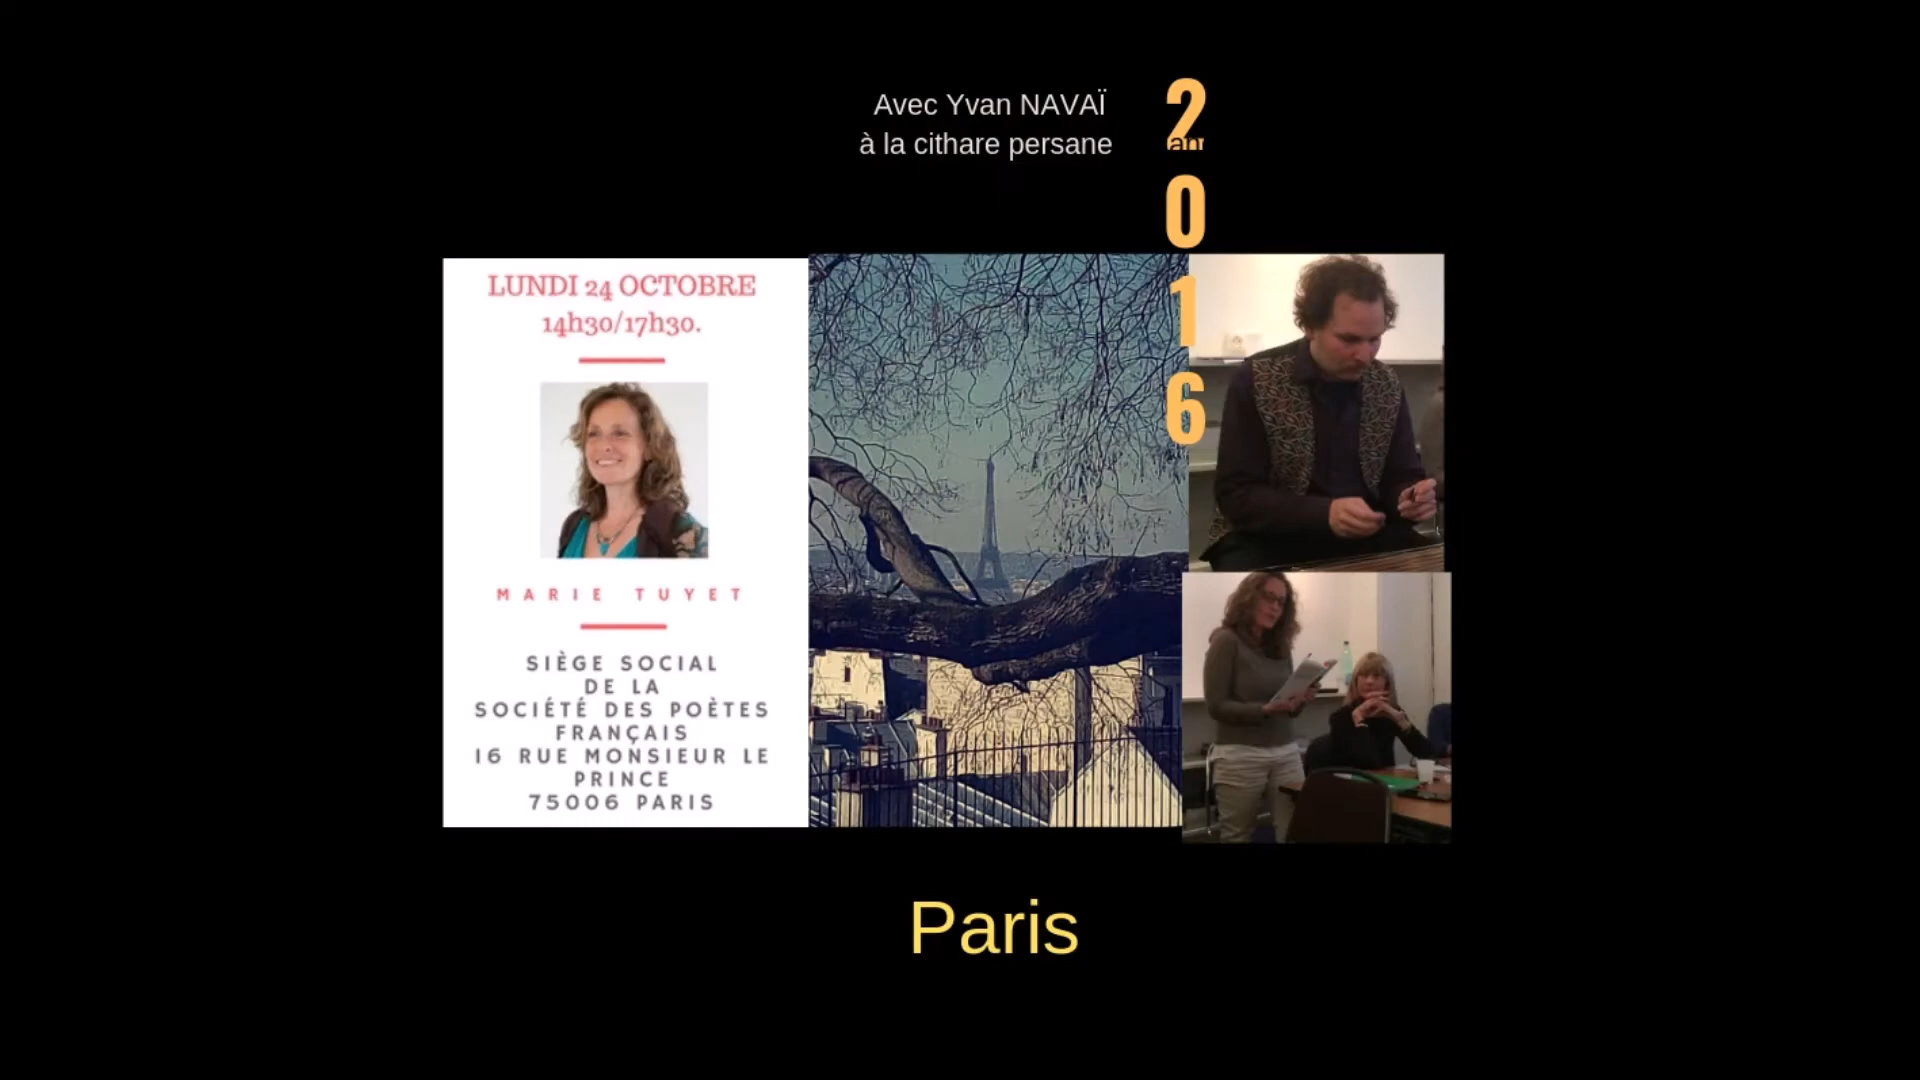 Avec Yvan NAVAÏ
à la cithare persane
2
0
1
6
LUNDI 24 OCTOBRE
14h30/17h30.
MARIE TUYET
SIÈGE SOCIAL
DE LA
SOCIÉTÉ DES POÈTES
FRANÇAIS
16 RUE MONSIEUR LE
PRINCE
75006 PARIS
Paris